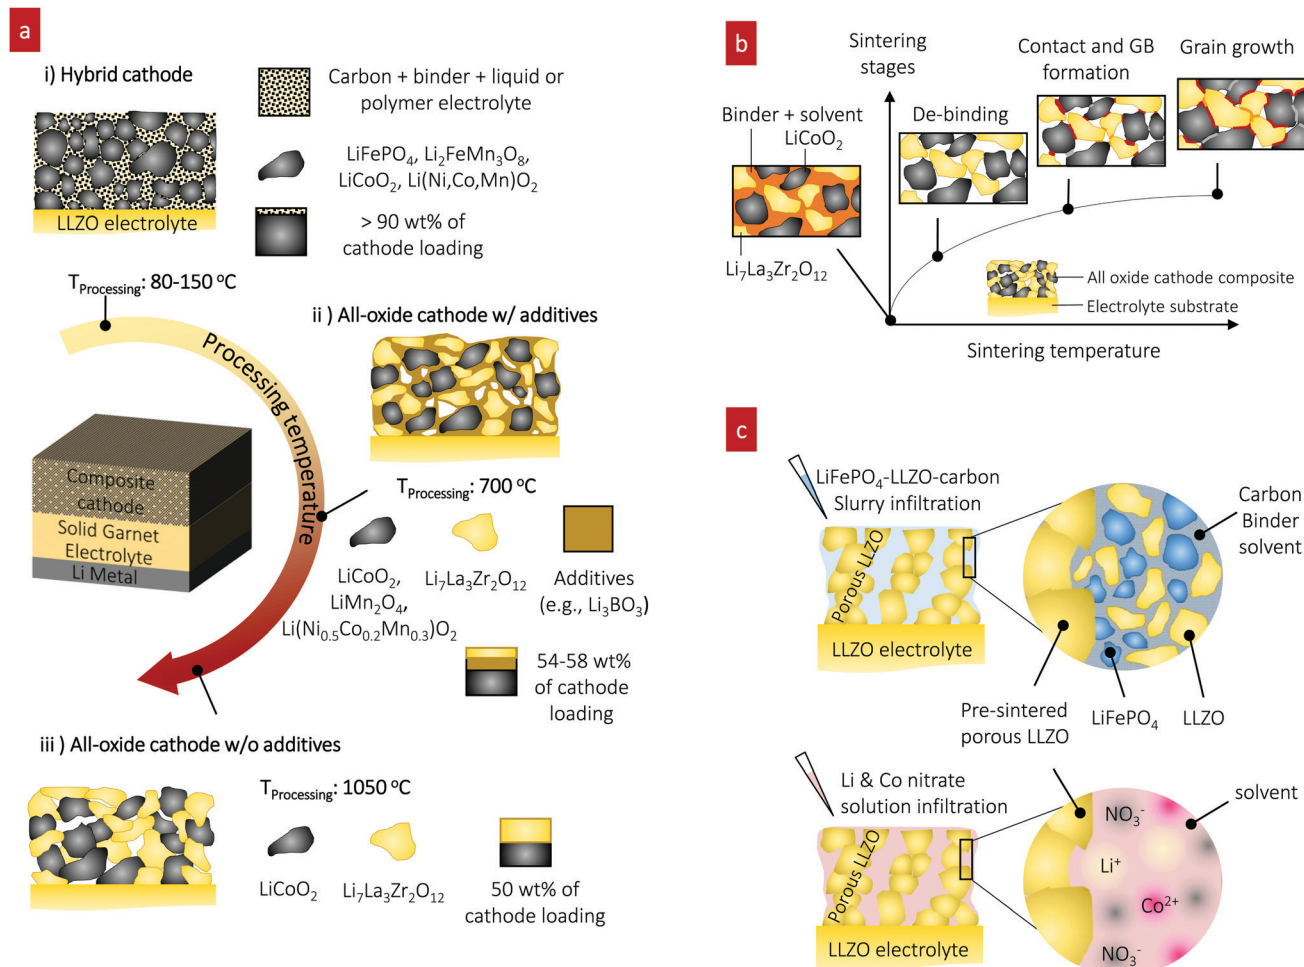 a
i) Hybrid cathode
Carbon + binder + liquid or
polymer electrolyte
LiFePO₄, Li₂FeMn₃O₈,
LiCoO₂, Li(Ni,Co,Mn)O₂
LLZO electrolyte
> 90 wt% of
cathode loading
T_Processing: 80-150 °C
Processing temperature
ii ) All-oxide cathode w/ additives
Composite
cathode
Solid Garnet
Electrolyte
Li Metal
T_Processing: 700 °C
LiCoO₂,
LiMn₂O₄,
Li(Ni₀.₅Co₀.₂Mn₀.₃)O₂
Li₇La₃Zr₂O₁₂
Additives
(e.g., Li₃BO₃)
54-58 wt%
of cathode
loading
iii ) All-oxide cathode w/o additives
T_Processing: 1050 °C
LiCoO₂
Li₇La₃Zr₂O₁₂
50 wt% of
cathode loading
b
Sintering
stages
Contact and GB
formation
Grain growth
De-binding
Binder + solvent
LiCoO₂
Li₇La₃Zr₂O₁₂
All oxide cathode composite
Electrolyte substrate
Sintering temperature
c
LiFePO₄-LLZO-carbon
Slurry infiltration
Porous LLZO
LLZO electrolyte
Carbon
Binder
solvent
Pre-sintered
porous LLZO
LiFePO₄
LLZO
Li & Co nitrate
solution infiltration
Porous LLZO
LLZO electrolyte
solvent
NO₃⁻
Li⁺
Co²⁺
NO₃⁻